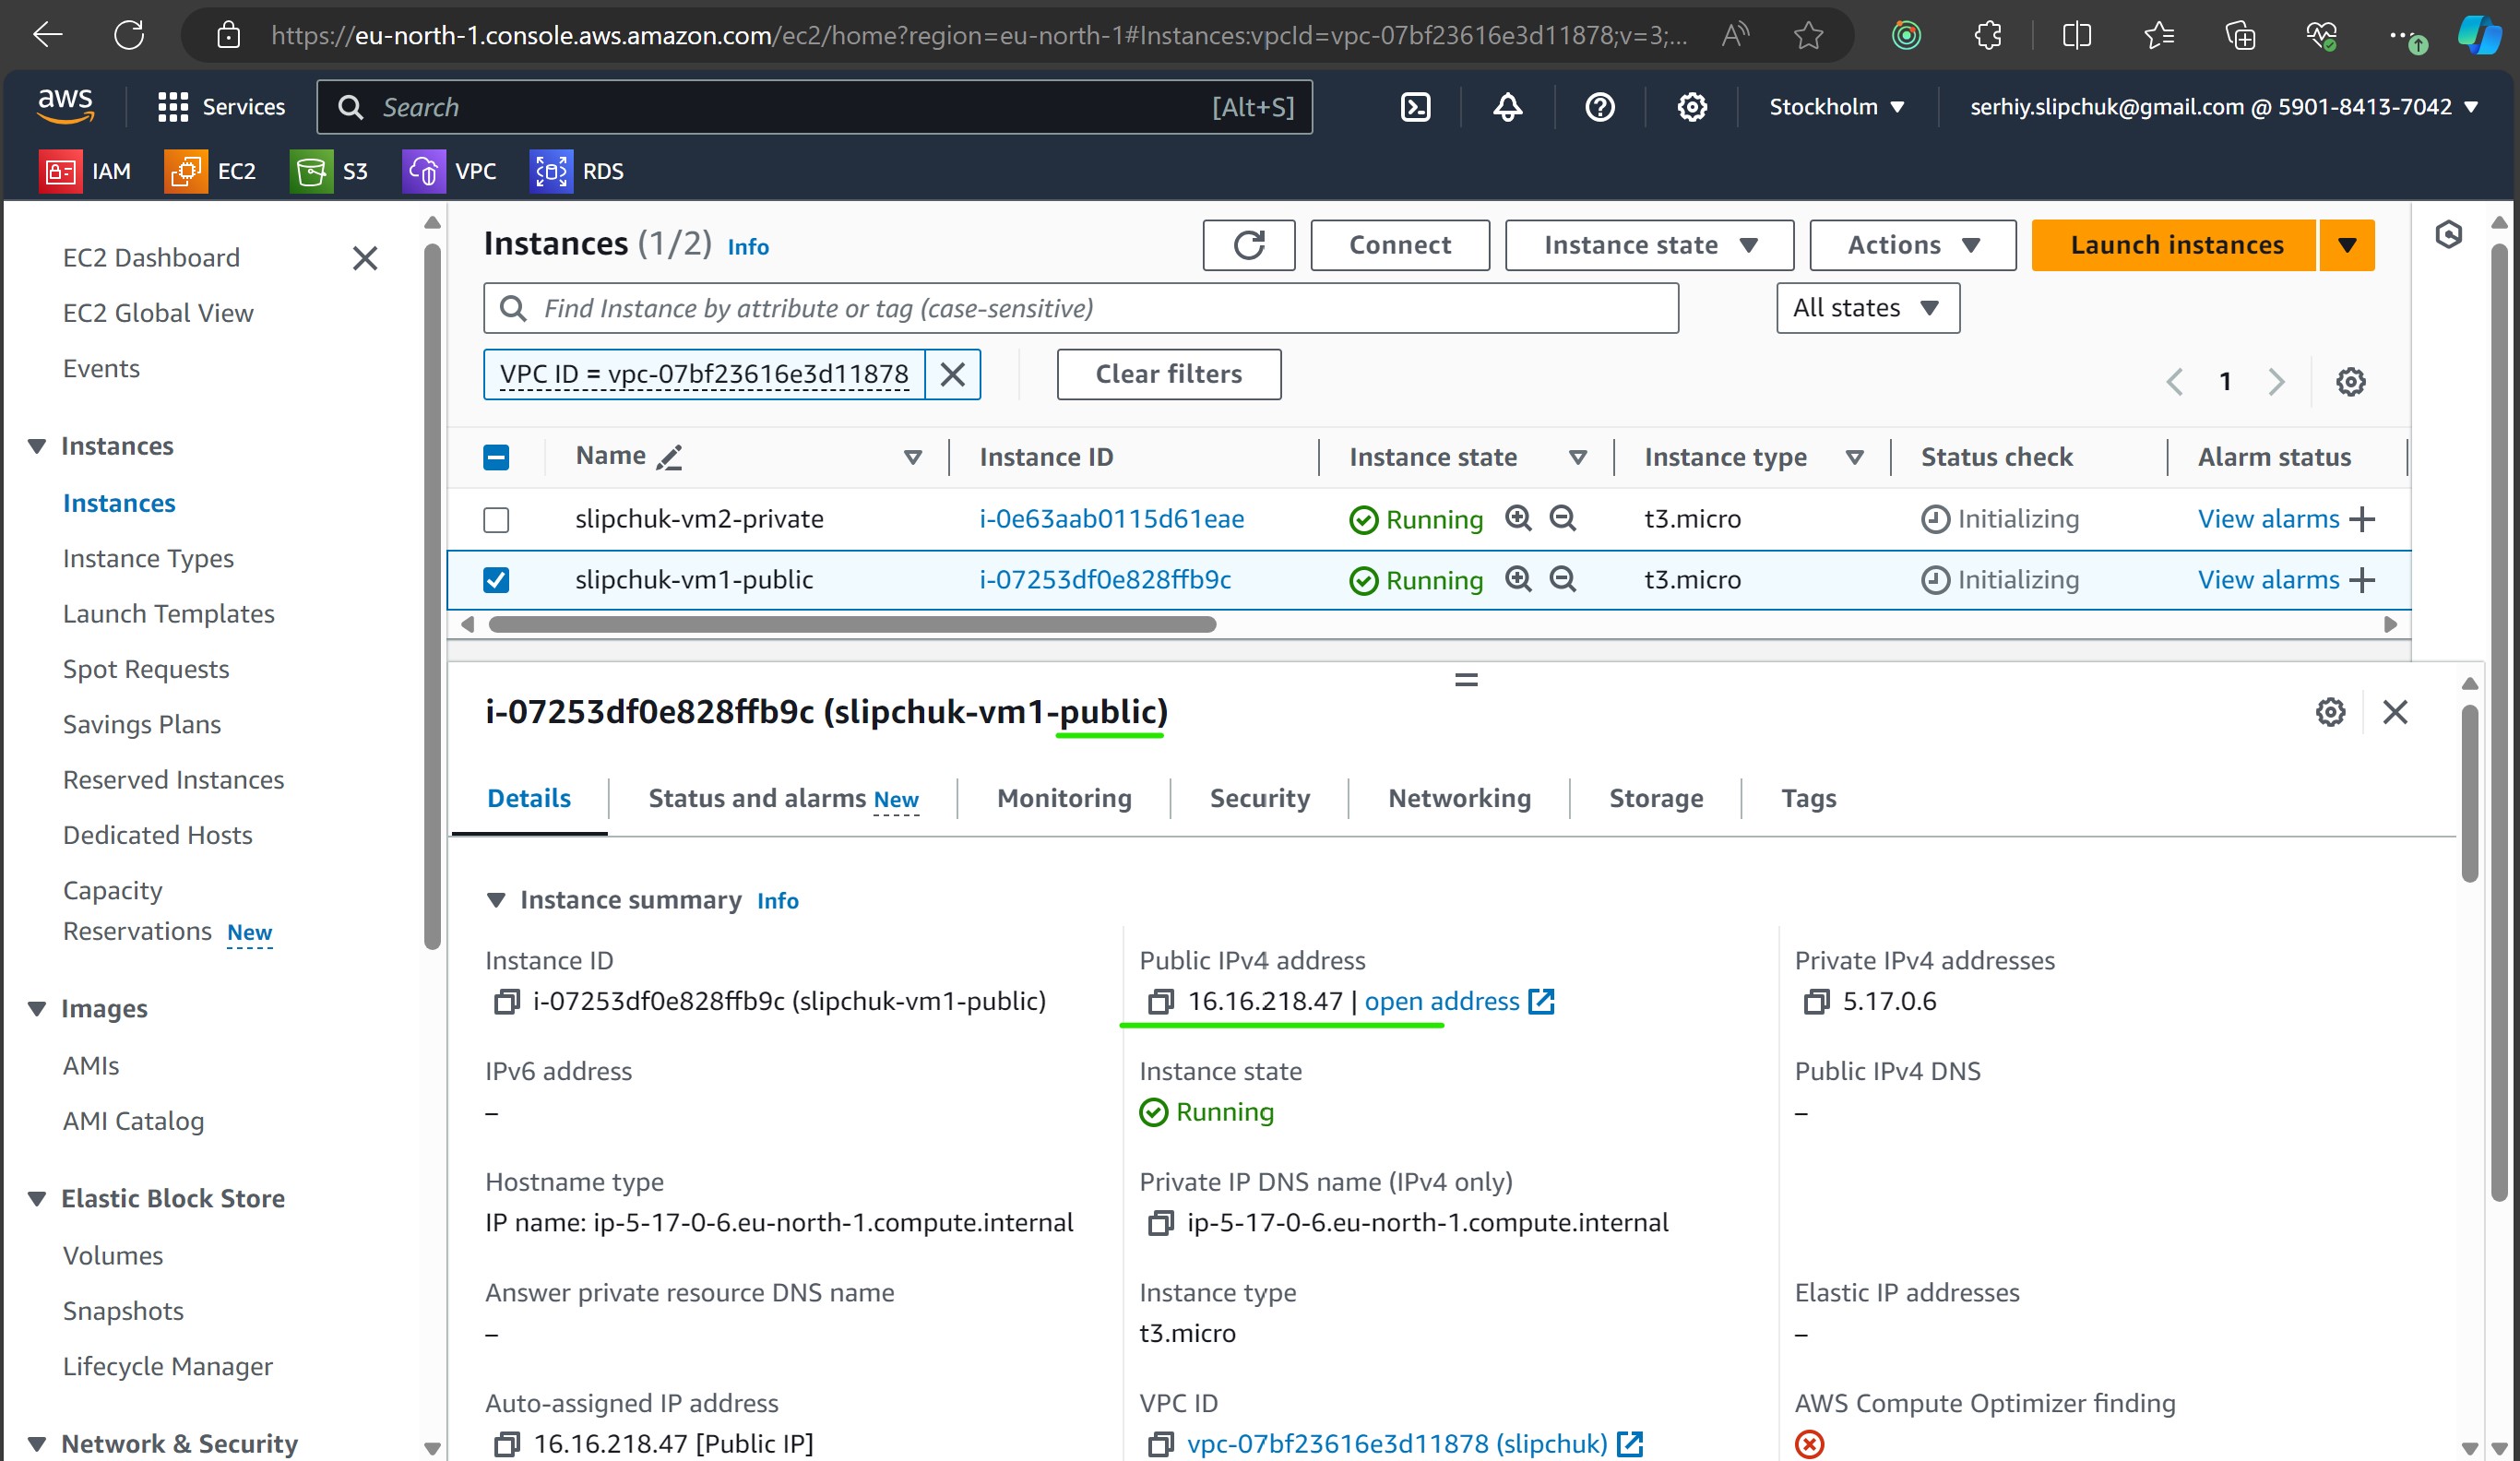 https://eu-north-1.console.aws.amazon.com/ec2/home?region=eu-north-1#Instances:vpcId=vpc-07bf23616e3d11878;v=3;...
aws
Services
Search
[Alt+S]
Stockholm
serhiy.slipchuk@gmail.com @ 5901-8413-7042
IAM
EC2
S3
VPC
RDS
EC2 Dashboard
EC2 Global View
Events
Instances
Instances
Instance Types
Launch Templates
Spot Requests
Savings Plans
Reserved Instances
Dedicated Hosts
Capacity
Reservations New
Images
AMIs
AMI Catalog
Elastic Block Store
Volumes
Snapshots
Lifecycle Manager
Network & Security
Instances (1/2) Info
Connect
Instance state
Actions
Launch instances
Find Instance by attribute or tag (case-sensitive)
All states
VPC ID = vpc-07bf23616e3d11878
Clear filters
1
Name Instance ID Instance state Instance type Status check Alarm status
slipchuk-vm2-private i-0e63aab0115d61eae Running t3.micro Initializing View alarms
slipchuk-vm1-public i-07253df0e828ffb9c Running t3.micro Initializing View alarms
i-07253df0e828ffb9c (slipchuk-vm1-public)
Details Status and alarms New Monitoring Security Networking Storage Tags
Instance summary Info
Instance ID
i-07253df0e828ffb9c (slipchuk-vm1-public)
Public IPv4 address
16.16.218.47 | open address
Private IPv4 addresses
5.17.0.6
IPv6 address
–
Instance state
Running
Public IPv4 DNS
–
Hostname type
IP name: ip-5-17-0-6.eu-north-1.compute.internal
Private IP DNS name (IPv4 only)
ip-5-17-0-6.eu-north-1.compute.internal
Answer private resource DNS name
–
Instance type
t3.micro
Elastic IP addresses
–
Auto-assigned IP address
16.16.218.47 [Public IP]
VPC ID
vpc-07bf23616e3d11878 (slipchuk)
AWS Compute Optimizer finding